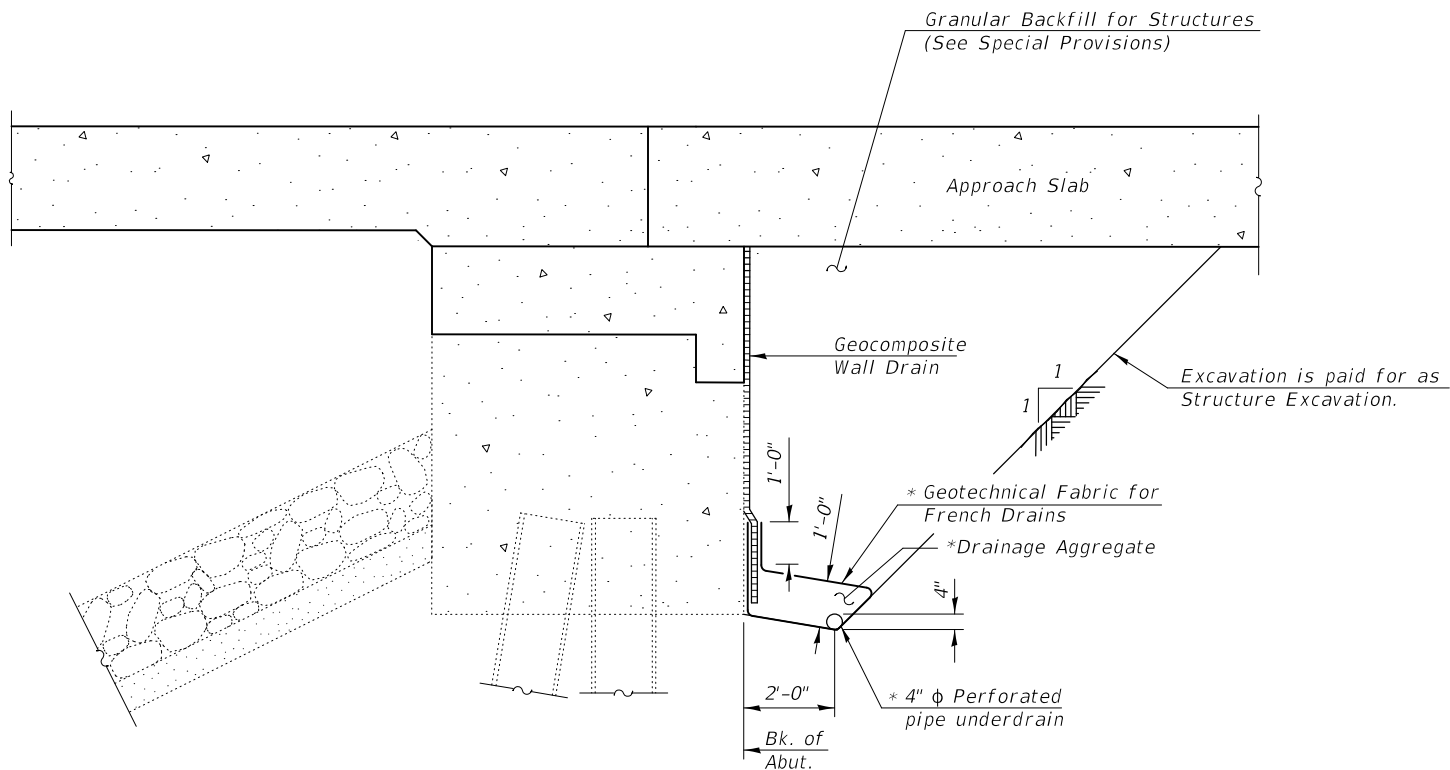 Granular Backfill for Structures
(See Special Provisions)
Approach Slab
Geocomposite
Wall Drain
1
1
Excavation is paid for as
Structure Excavation.
1'-0"
1'-0"
* Geotechnical Fabric for
French Drains
*Drainage Aggregate
4"
2'-0"
* 4" ϕ Perforated
pipe underdrain
Bk. of
Abut.